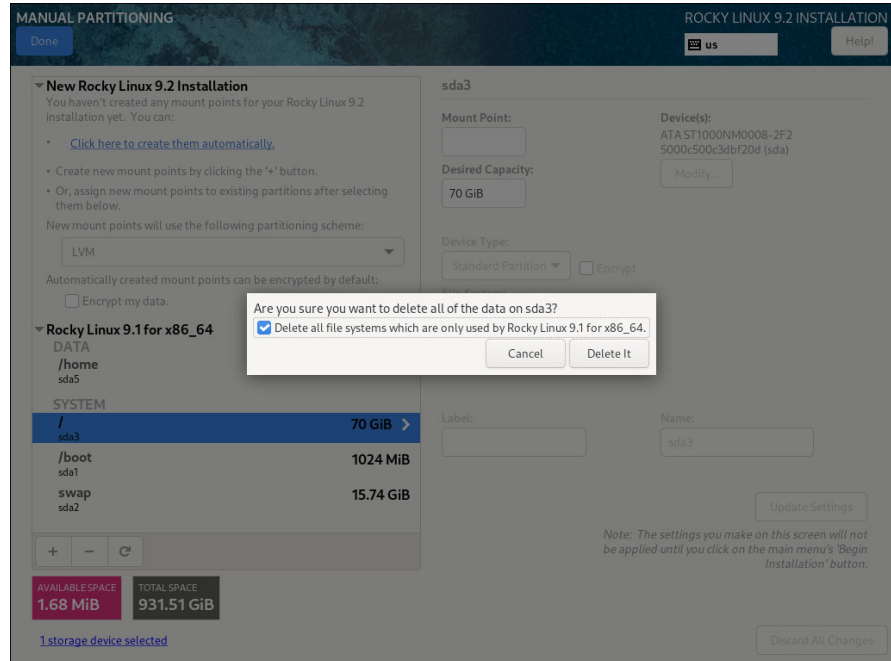 MANUAL PARTITIONING
ROCKY LINUX 9.2 INSTALLATION
Done
us
Help!
New Rocky Linux 9.2 Installation
You haven't created any mount points for your Rocky Linux 9.2
installation yet. You can:
• Click here to create them automatically.
• Create new mount points by clicking the '+' button.
• Or, assign new mount points to existing partitions after selecting
them below.
New mount points will use the following partitioning scheme:
LVM
Automatically created mount points can be encrypted by default:
Encrypt my data.
Rocky Linux 9.1 for x86_64
DATA
/home
sda5
SYSTEM
/
70 GiB
sda3
/boot
1024 MiB
sda1
swap
15.74 GiB
sda2
+ −
AVAILABLE SPACE
1.68 MiB
TOTAL SPACE
931.51 GiB
1 storage device selected
sda3
Mount Point:
Device(s):
ATA ST1000NM0008-2F2
5000c500c3dbf20d (sda)
Desired Capacity:
70 GiB
Modify...
Device Type:
Standard Partition
Encrypt
Are you sure you want to delete all of the data on sda3?
Delete all file systems which are only used by Rocky Linux 9.1 for x86_64.
Cancel
Delete It
Label:
Name:
sda3
Update Settings
Note: The settings you make on this screen will not
be applied until you click on the main menu's 'Begin
Installation' button.
Discard All Changes